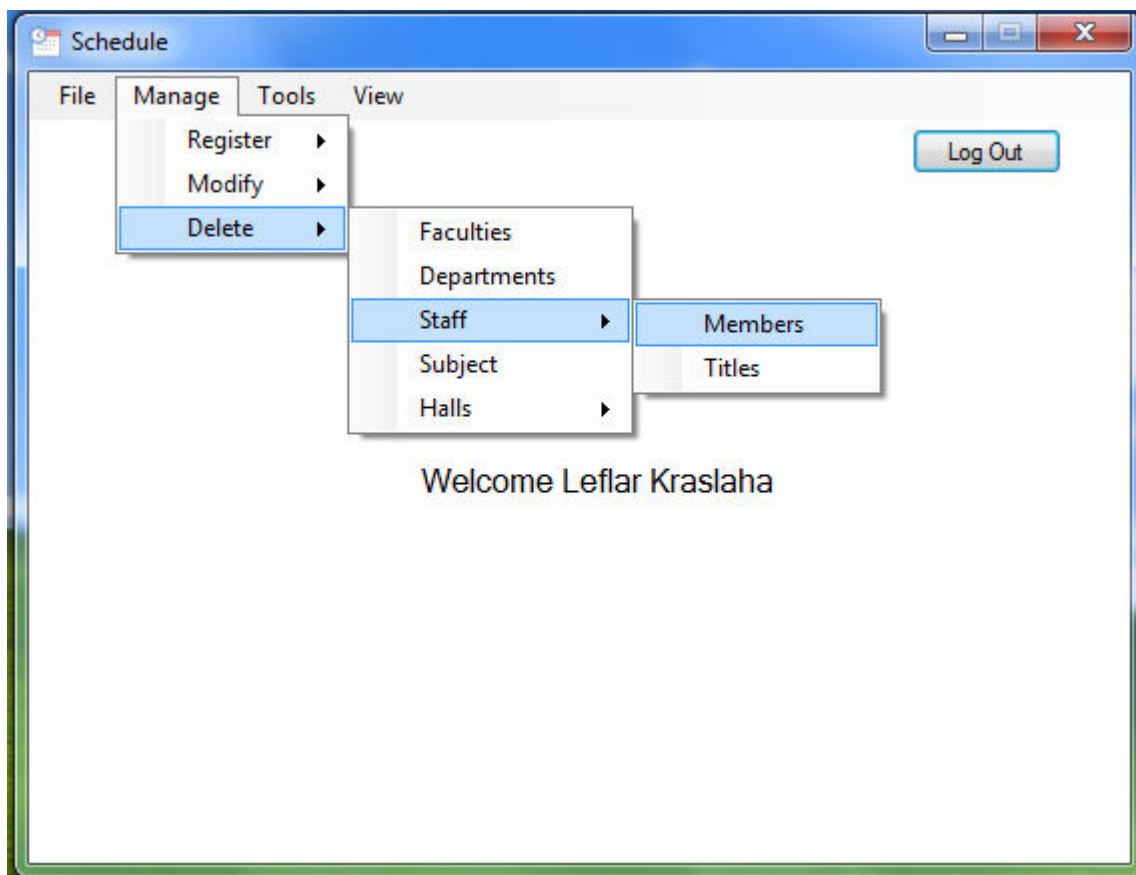 Schedule
File Manage Tools View
Log Out
Register
Modify
Delete
Faculties
Departments
Staff
Subject
Halls
Members
Titles
Welcome Leflar Kraslaha